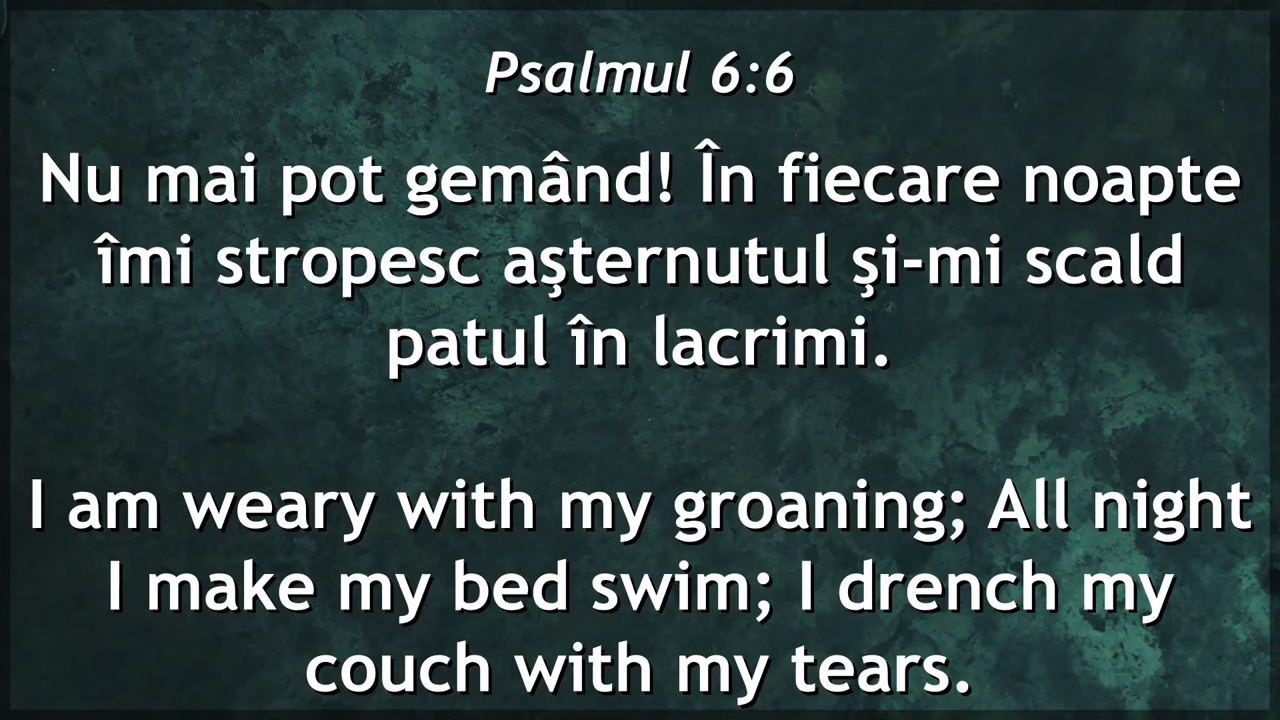 Psalmul 6:6
Nu mai pot gemând! În fiecare noapte
îmi stropesc aşternutul şi-mi scald
patul în lacrimi.
I am weary with my groaning; All night
I make my bed swim; I drench my
couch with my tears.